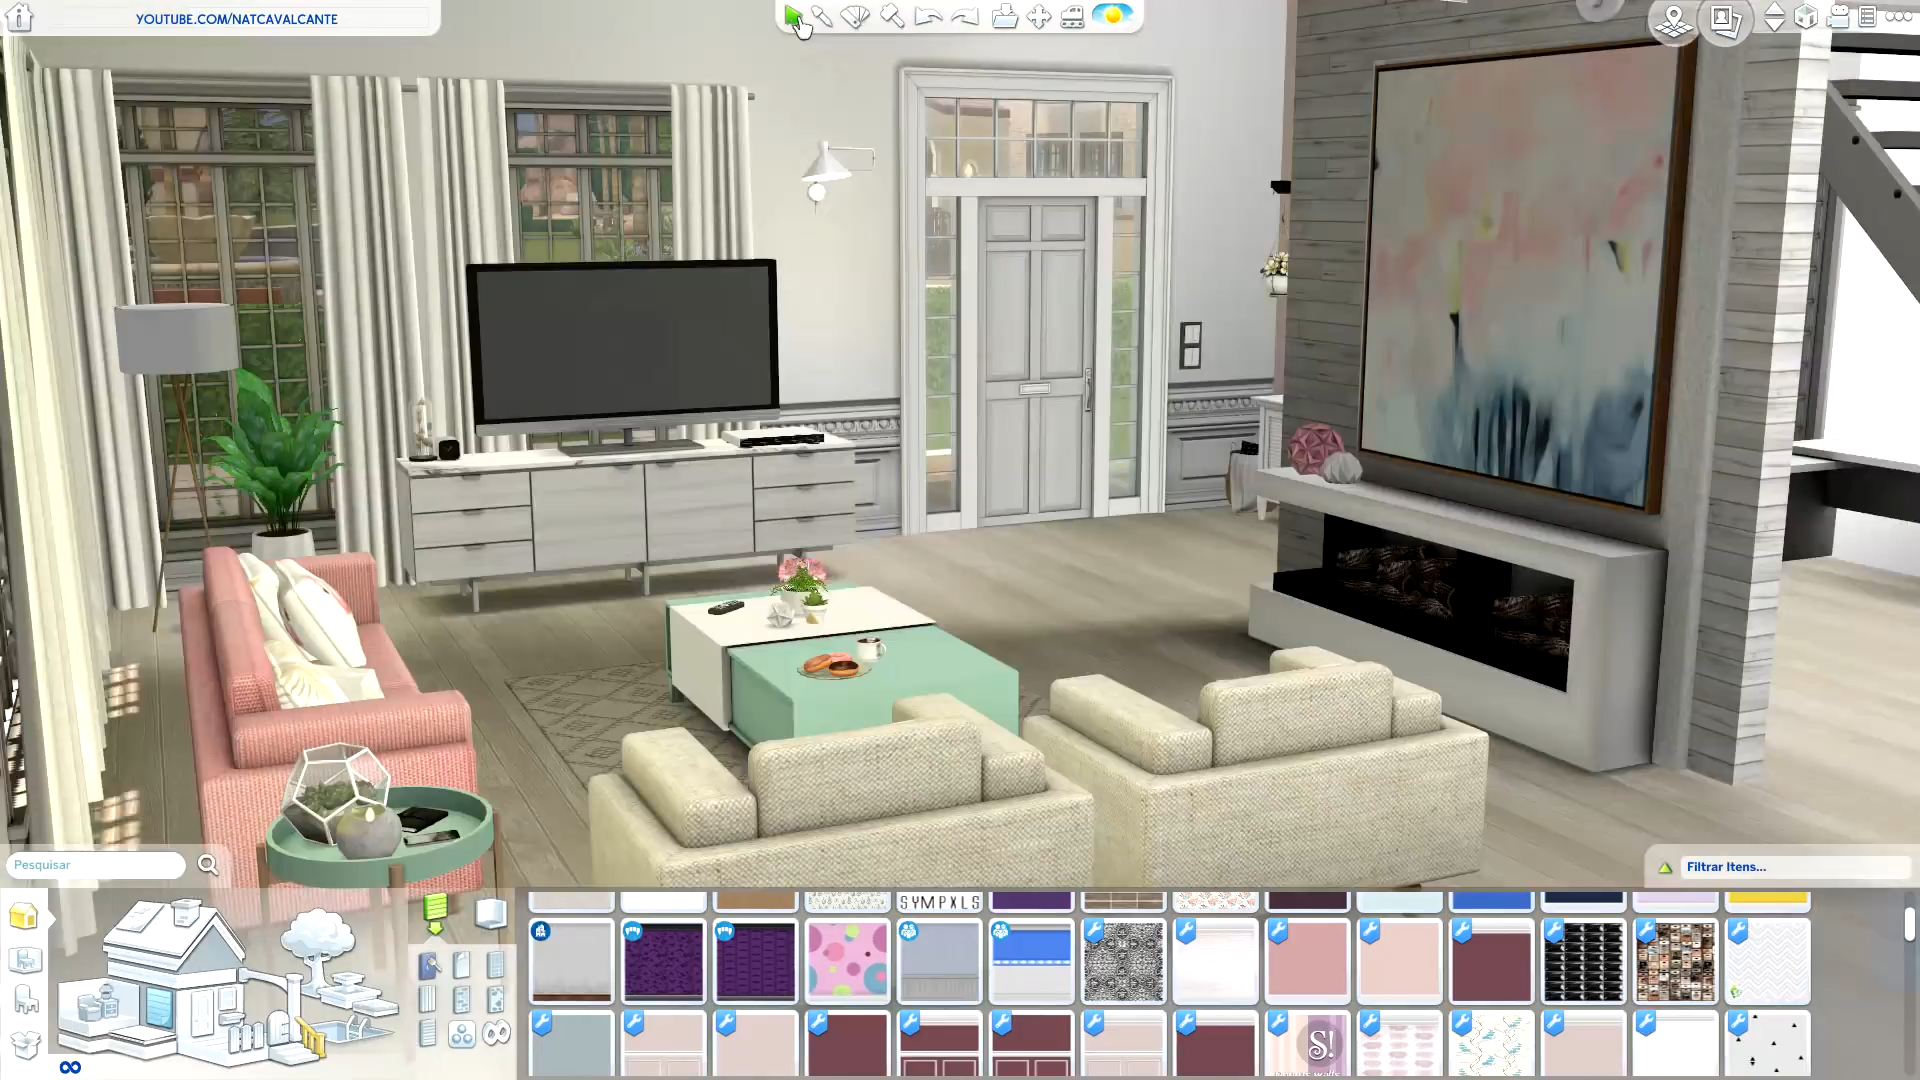 YOUTUBE.COM/NATCAVALCANTE
Pesquisar
Filtrar Itens...
SYMPXLS
S!